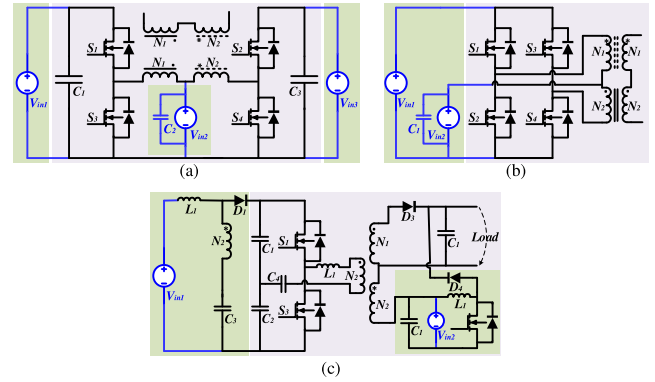 S1 N1 N2 S2
Vin1 C1 N1 N2 C3 Vin3
S3 C2 Vin2 S4
(a)
S1 S3 N1 N1
Vin1 C1 Vin2 S2 S4 N2 N2
(b)
L1 D1 D3
N2 C1 S1 N1 C1 Load
Vin1 C4 L1 N2 D4
C3 C2 S3 N2 C1 Vin2 L1
(c)